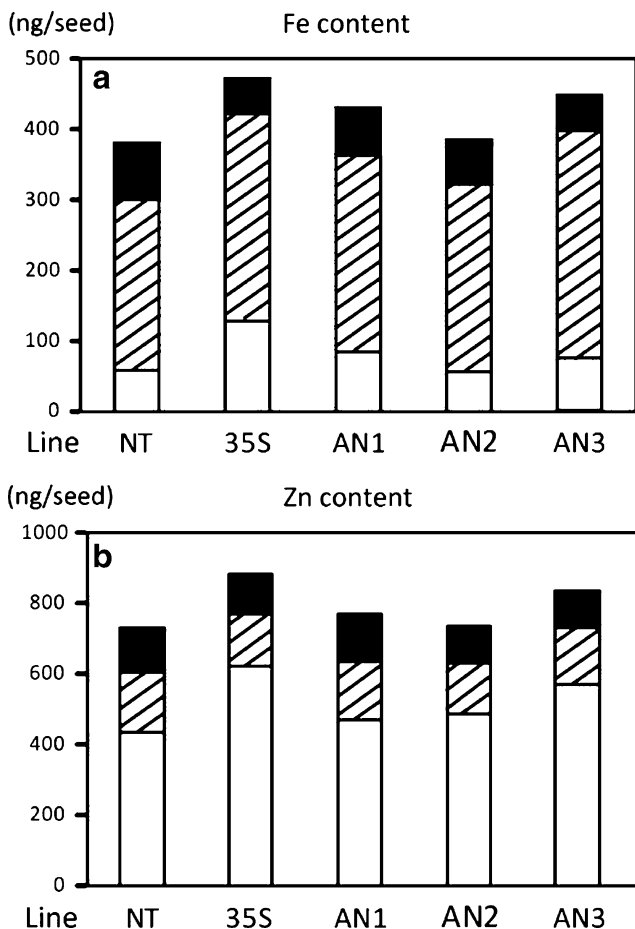 (ng/seed) Fe content
500 a
400
300
200
100
0
Line NT 35S AN1 AN2 AN3
(ng/seed) Zn content
1000
b
800
600
400
200
0
Line NT 35S AN1 AN2 AN3